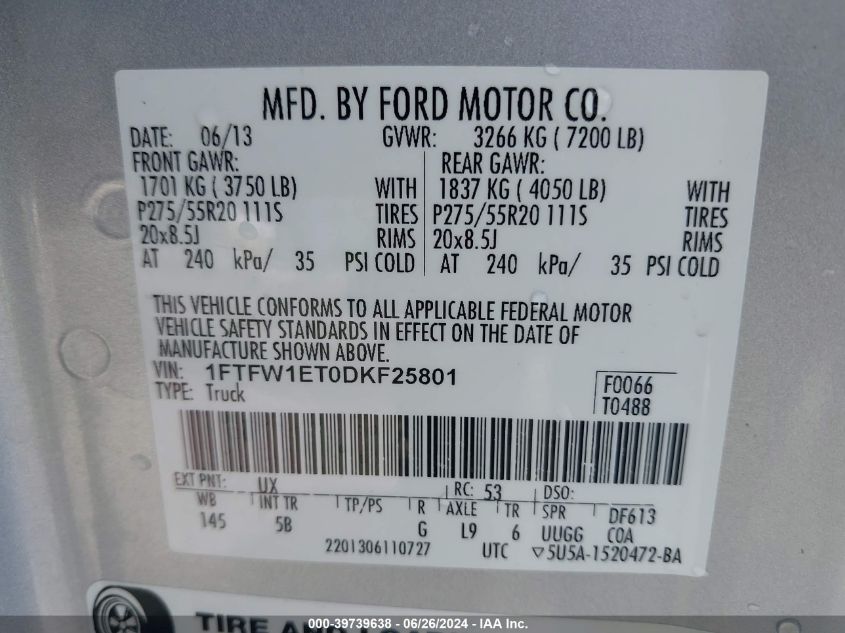 MFD. BY FORD MOTOR CO.
DATE: 06/13 GVWR: 3266 KG ( 7200 LB)
FRONT GAWR: REAR GAWR:
1701 KG ( 3750 LB) WITH 1837 KG ( 4050 LB) WITH
P275/55R20 111S TIRES P275/55R20 111S TIRES
20x8.5J RIMS 20x8.5J RIMS
AT 240 kPa/ 35 PSI COLD AT 240 kPa/ 35 PSI COLD
THIS VEHICLE CONFORMS TO ALL APPLICABLE FEDERAL MOTOR
VEHICLE SAFETY STANDARDS IN EFFECT ON THE DATE OF
MANUFACTURE SHOWN ABOVE.
VIN: 1FTFW1ET0DKF25801 F0066
TYPE: Truck T0488
EXT PNT: UX RC: 53 DSO:
WB INT TR TP/PS R AXLE TR SPR DF613
145 5B G L9 6 UUGG COA
2201306110727 UTC ▽5U5A-1520472-BA
TIRE AND
000-39739638 - 06/26/2024 - IAA Inc.